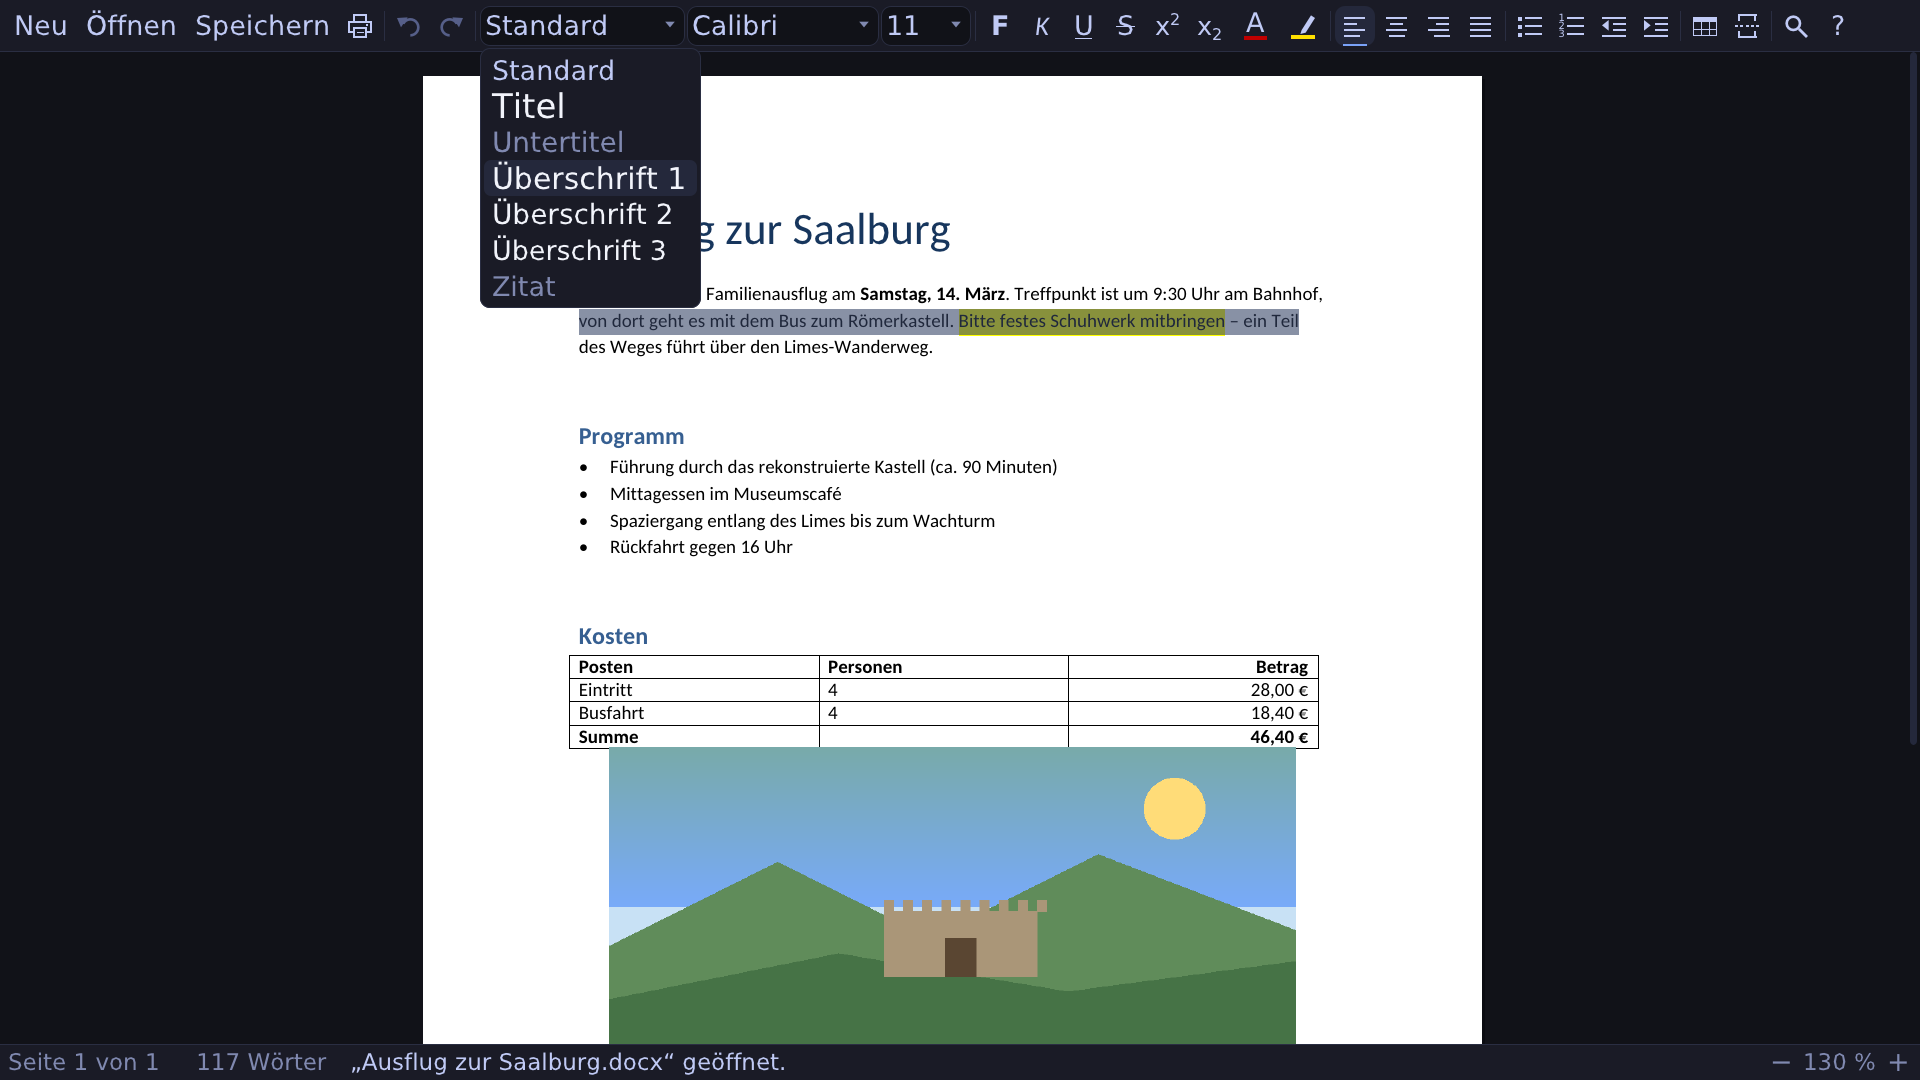 Neu Öffnen Speichern Standard Calibri 11 F K U S x² x₂ A ?
Standard
Titel
Untertitel
Überschrift 1
Überschrift 2
Überschrift 3
Zitat
g zur Saalburg
Familienausflug am Samstag, 14. März. Treffpunkt ist um 9:30 Uhr am Bahnhof,
von dort geht es mit dem Bus zum Römerkastell. Bitte festes Schuhwerk mitbringen – ein Teil
des Weges führt über den Limes-Wanderweg.
Programm
• Führung durch das rekonstruierte Kastell (ca. 90 Minuten)
• Mittagessen im Museumscafé
• Spaziergang entlang des Limes bis zum Wachturm
• Rückfahrt gegen 16 Uhr
Kosten
Posten Personen Betrag
Eintritt 4 28,00 €
Busfahrt 4 18,40 €
Summe 46,40 €
Seite 1 von 1 117 Wörter „Ausflug zur Saalburg.docx“ geöffnet. — 130 % +